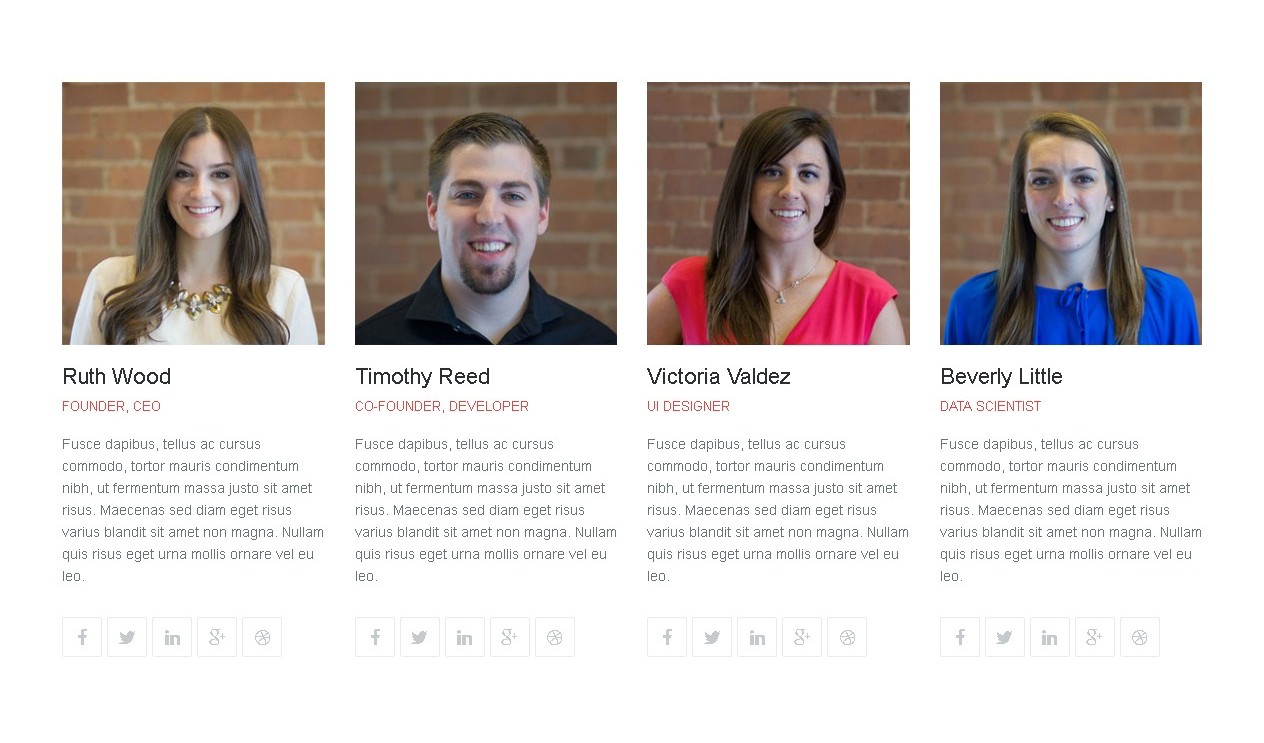 Ruth Wood
FOUNDER, CEO
Fusce dapibus, tellus ac cursus
commodo, tortor mauris condimentum
nibh, ut fermentum massa justo sit amet
risus. Maecenas sed diam eget risus
varius blandit sit amet non magna. Nullam
quis risus eget urna mollis ornare vel eu
leo.
Timothy Reed
CO-FOUNDER, DEVELOPER
Fusce dapibus, tellus ac cursus
commodo, tortor mauris condimentum
nibh, ut fermentum massa justo sit amet
risus. Maecenas sed diam eget risus
varius blandit sit amet non magna. Nullam
quis risus eget urna mollis ornare vel eu
leo.
Victoria Valdez
UI DESIGNER
Fusce dapibus, tellus ac cursus
commodo, tortor mauris condimentum
nibh, ut fermentum massa justo sit amet
risus. Maecenas sed diam eget risus
varius blandit sit amet non magna. Nullam
quis risus eget urna mollis ornare vel eu
leo.
Beverly Little
DATA SCIENTIST
Fusce dapibus, tellus ac cursus
commodo, tortor mauris condimentum
nibh, ut fermentum massa justo sit amet
risus. Maecenas sed diam eget risus
varius blandit sit amet non magna. Nullam
quis risus eget urna mollis ornare vel eu
leo.